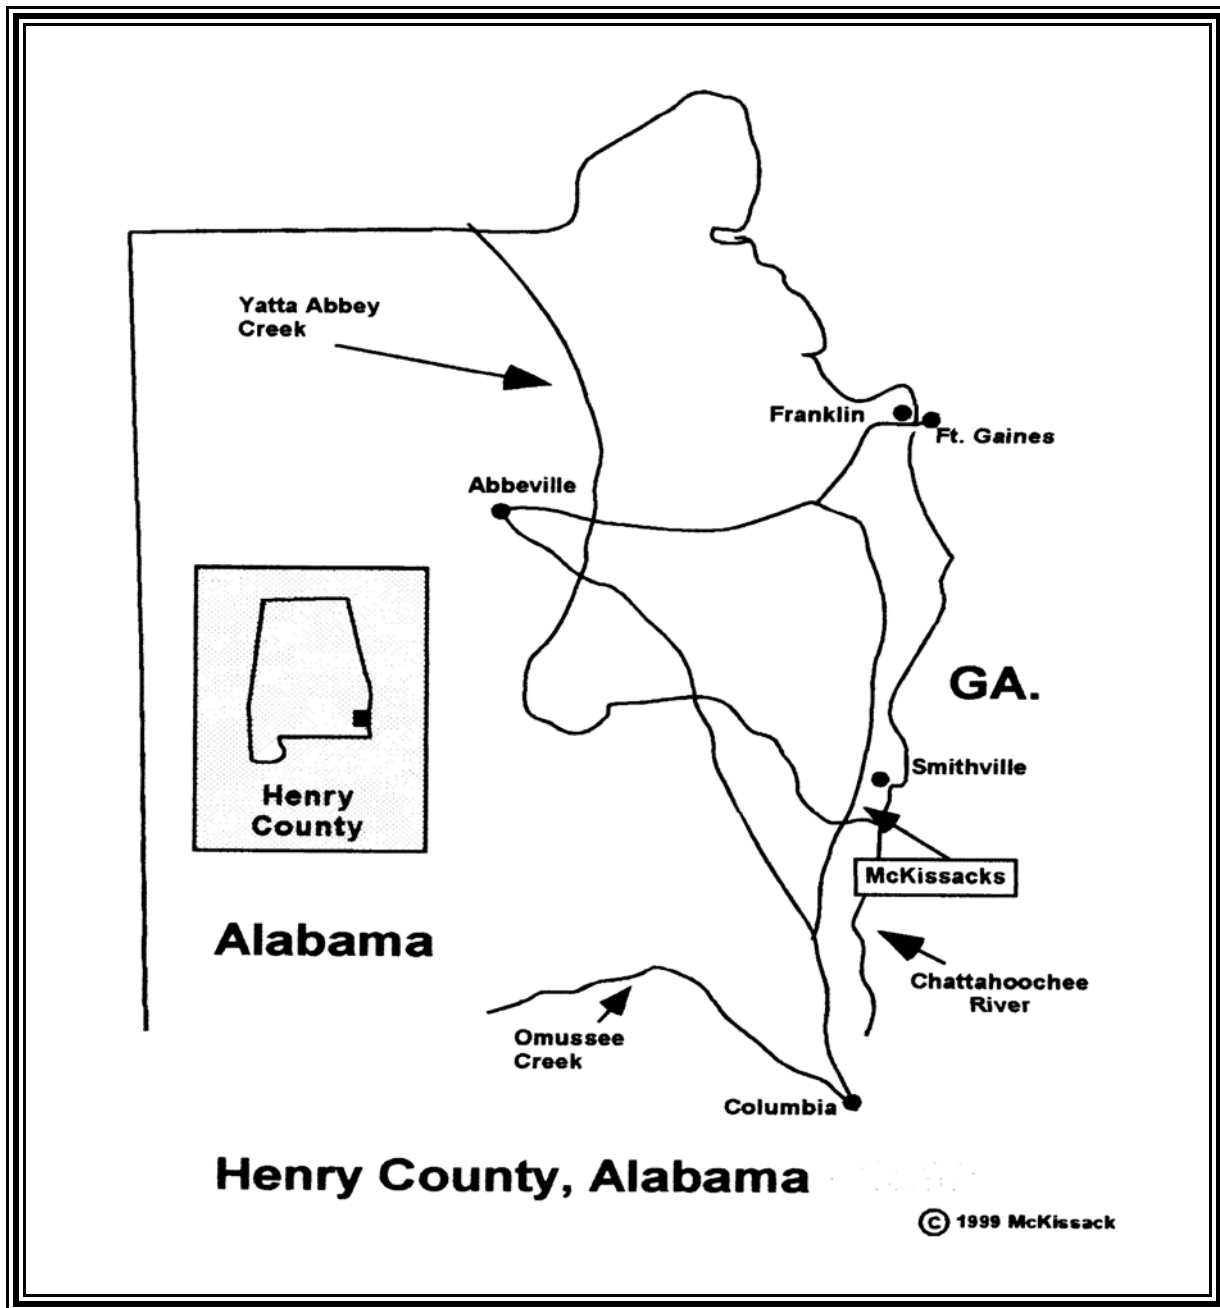 Yatta Abbey
Creek
Franklin
Ft. Gaines
Abbeville
GA.
Smithville
Henry
County
McKissacks
Alabama
Chattahoochee
River
Omussee
Creek
Columbia
Henry County, Alabama
© 1999 McKissack